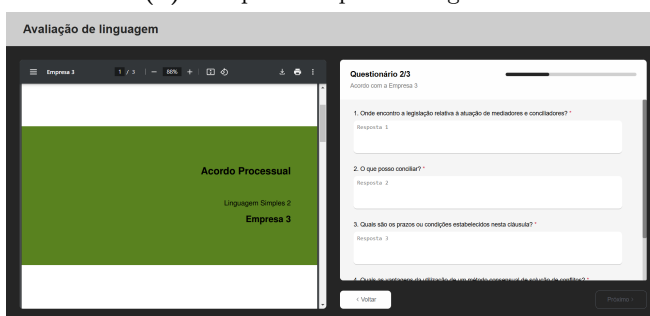 Avaliação de linguagem
Empresa 3
1 / 3
88%
Acordo Processual
Linguagem Simples 2
Empresa 3
Questionário 2/3
Acordo com a Empresa 3
1. Onde encontro a legislação relativa à atuação de mediadores e conciliadores? *
Resposta 1
2. O que posso conciliar? *
Resposta 2
3. Quais são os prazos ou condições estabelecidos nesta cláusula? *
Resposta 3
4. Quais as vantagens da utilização de um método consensual de solução de conflitos? *
‹ Voltar
Próximo ›